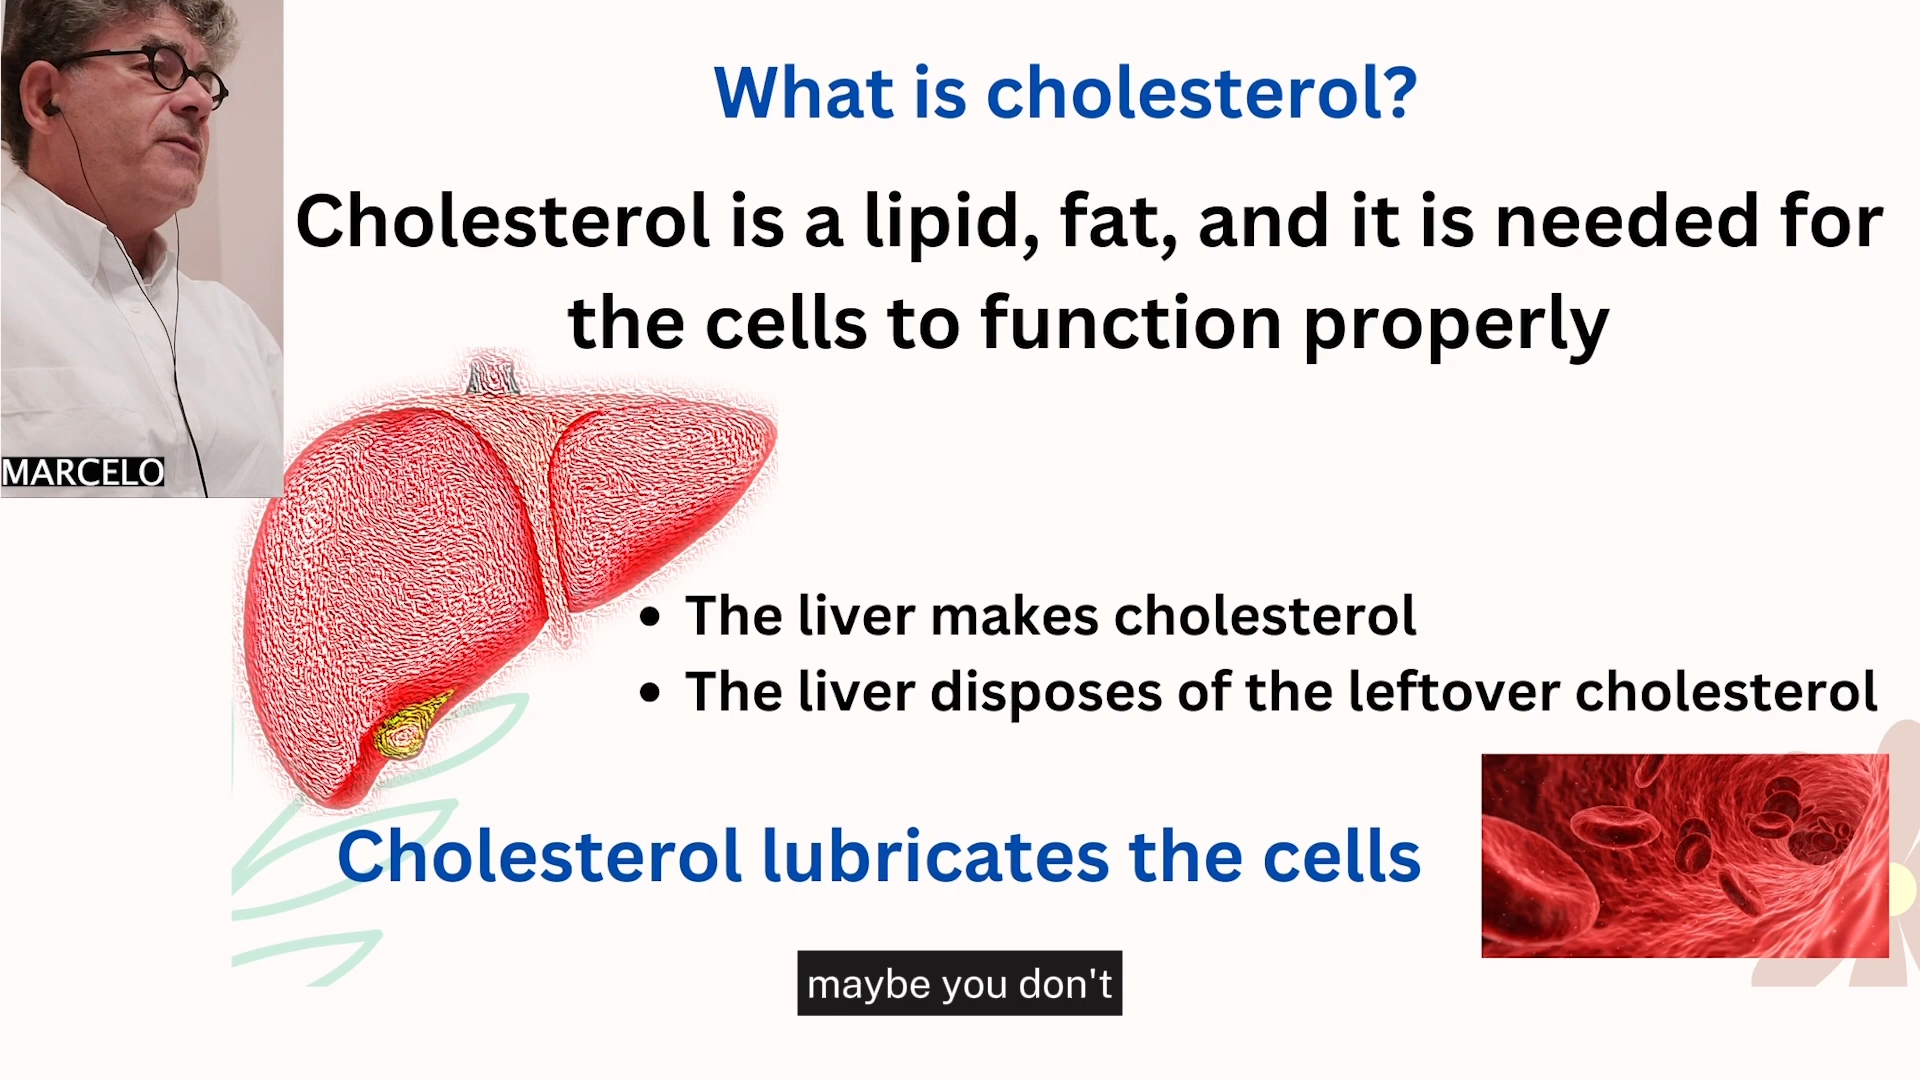 What is cholesterol?
Cholesterol is a lipid, fat, and it is needed for
the cells to function properly
MARCELO
• The liver makes cholesterol
• The liver disposes of the leftover cholesterol
Cholesterol lubricates the cells
maybe you don't